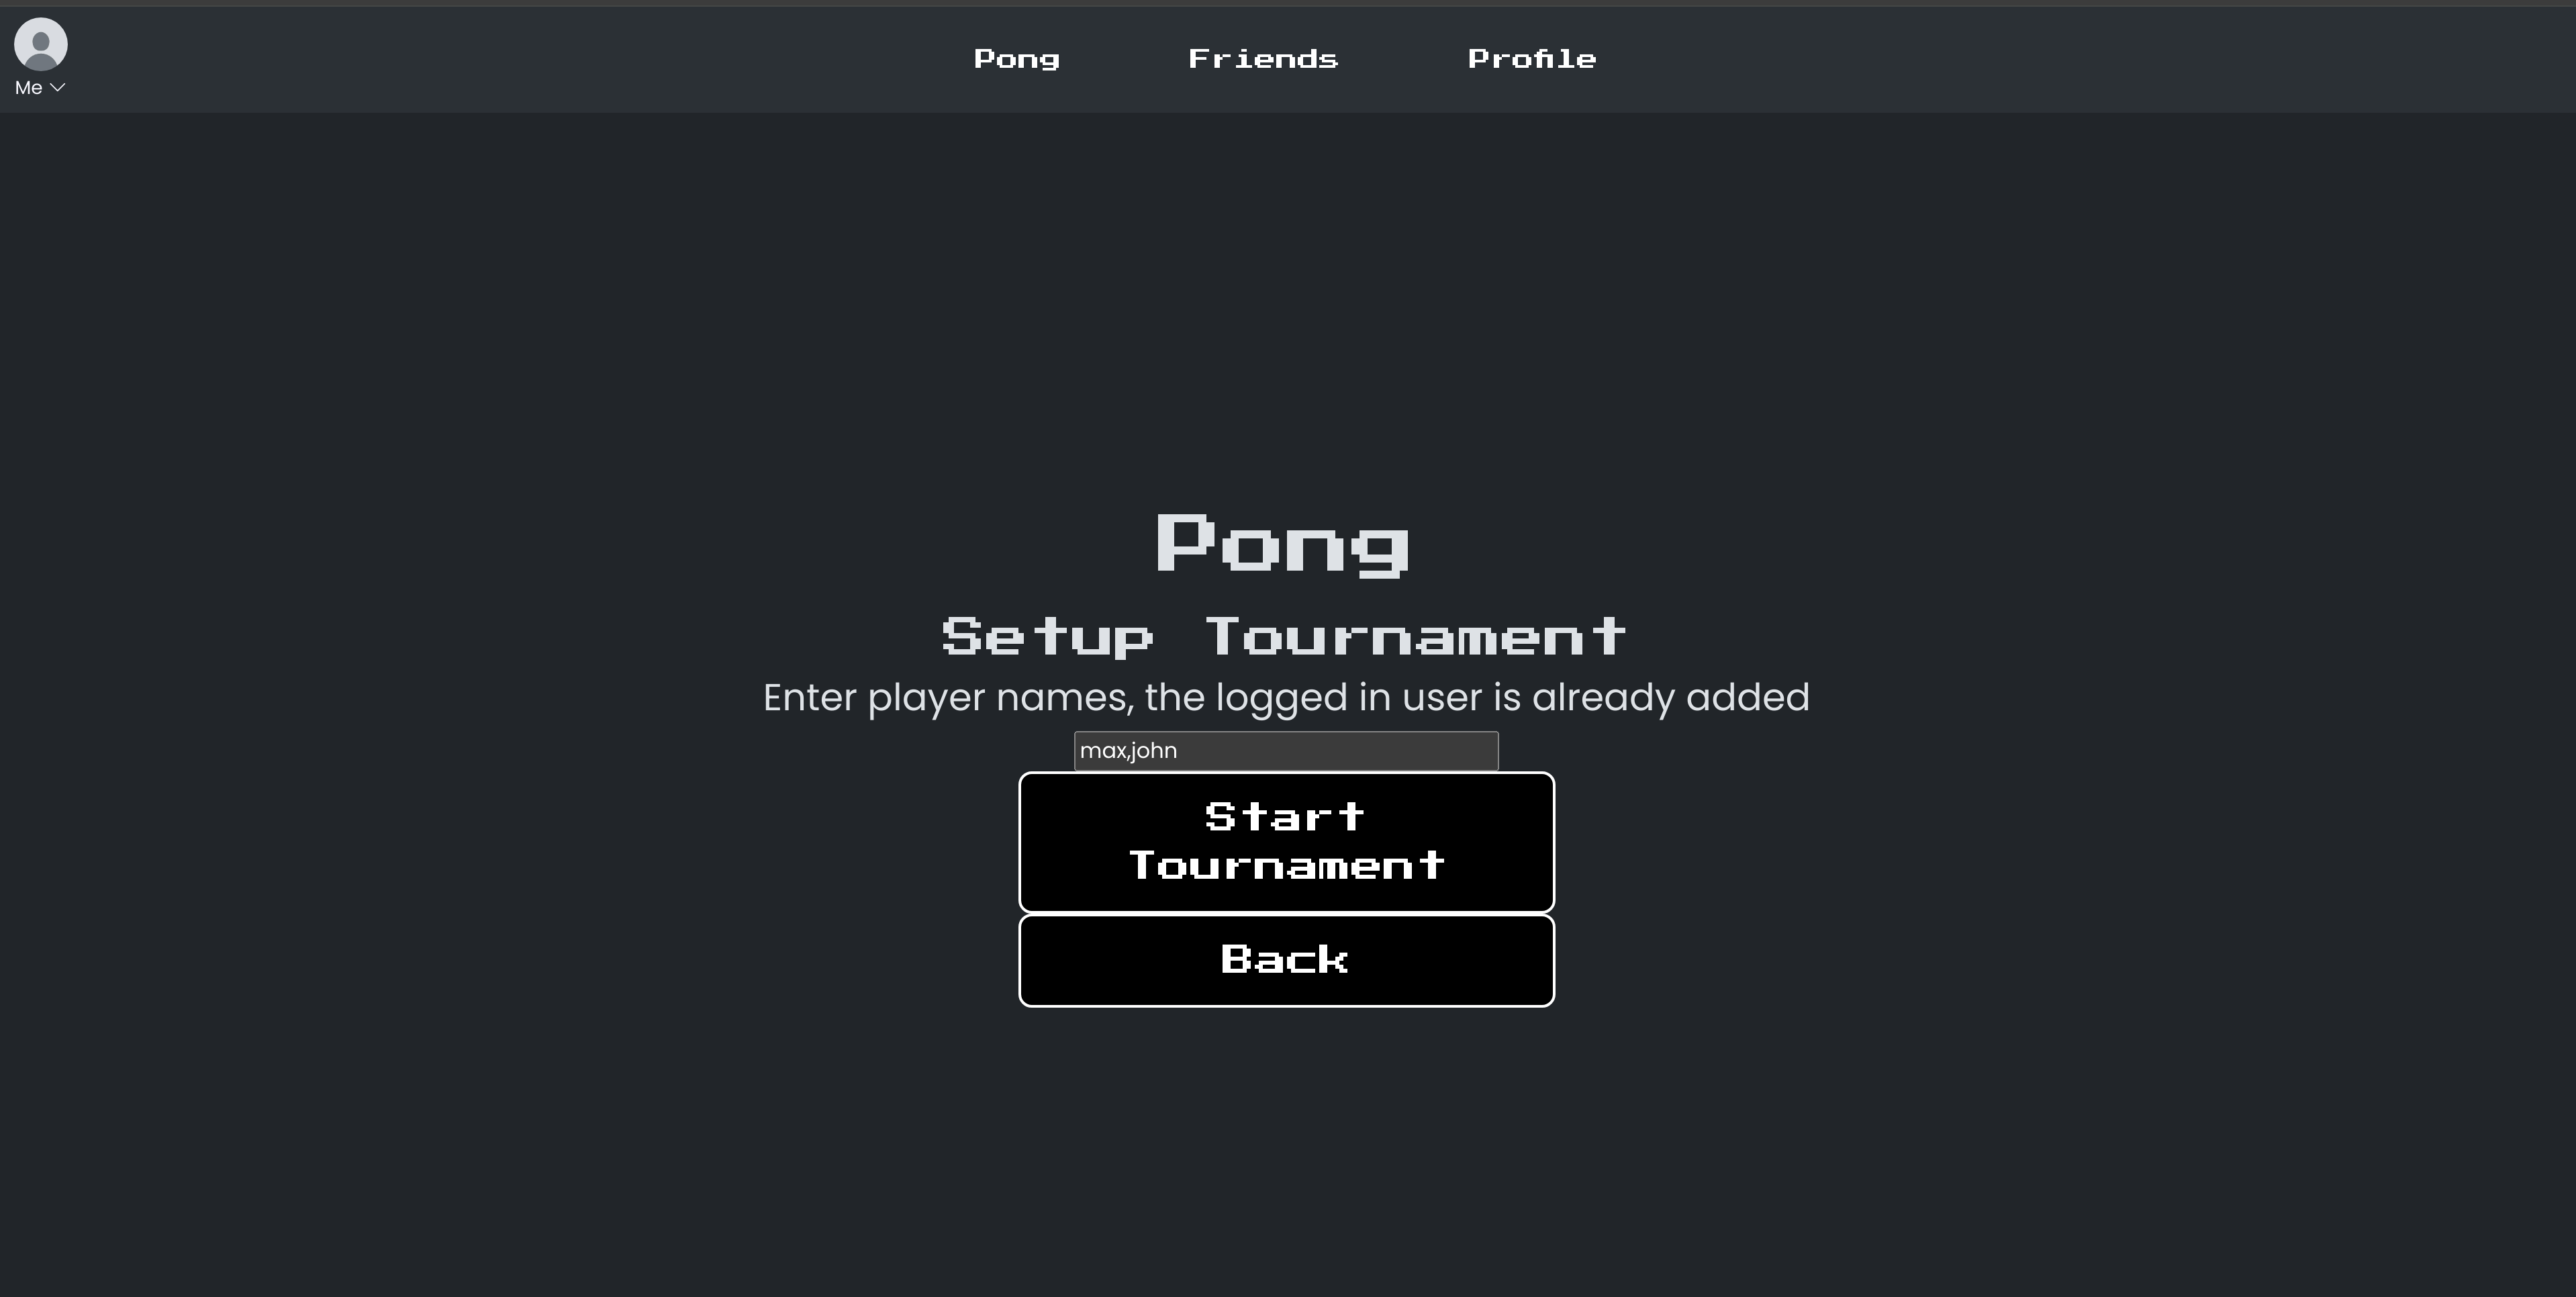 Me
Pong Friends Profile
Pong
Setup Tournament
Enter player names, the logged in user is already added
max,john
Start
Tournament
Back